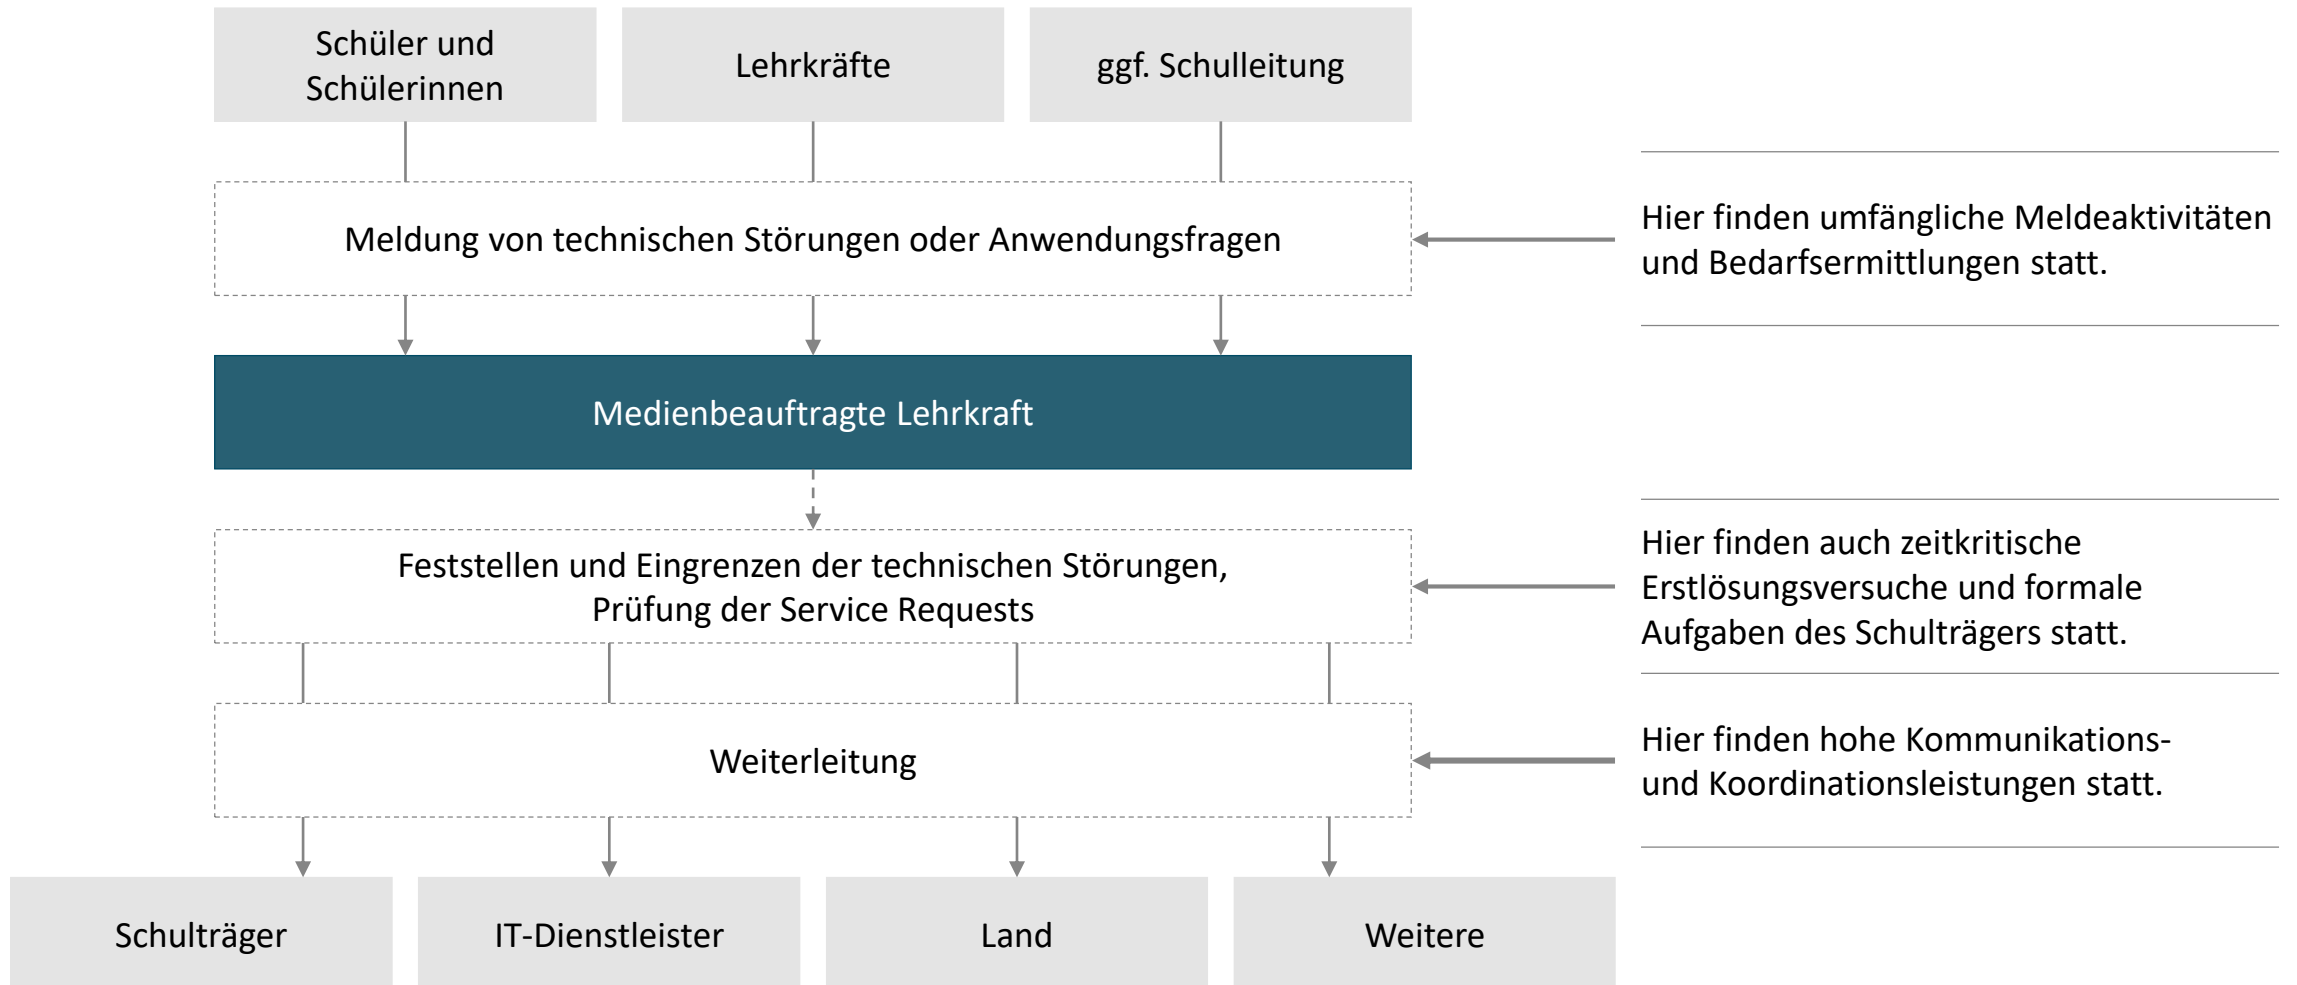 Schüler und
Schülerinnen
Lehrkräfte
ggf. Schulleitung
Meldung von technischen Störungen oder Anwendungsfragen
Hier finden umfängliche Meldeaktivitäten
und Bedarfsermittlungen statt.
Medienbeauftragte Lehrkraft
Feststellen und Eingrenzen der technischen Störungen,
Prüfung der Service Requests
Hier finden auch zeitkritische
Erstlösungsversuche und formale
Aufgaben des Schulträgers statt.
Weiterleitung
Hier finden hohe Kommunikations-
und Koordinationsleistungen statt.
Schulträger
IT-Dienstleister
Land
Weitere